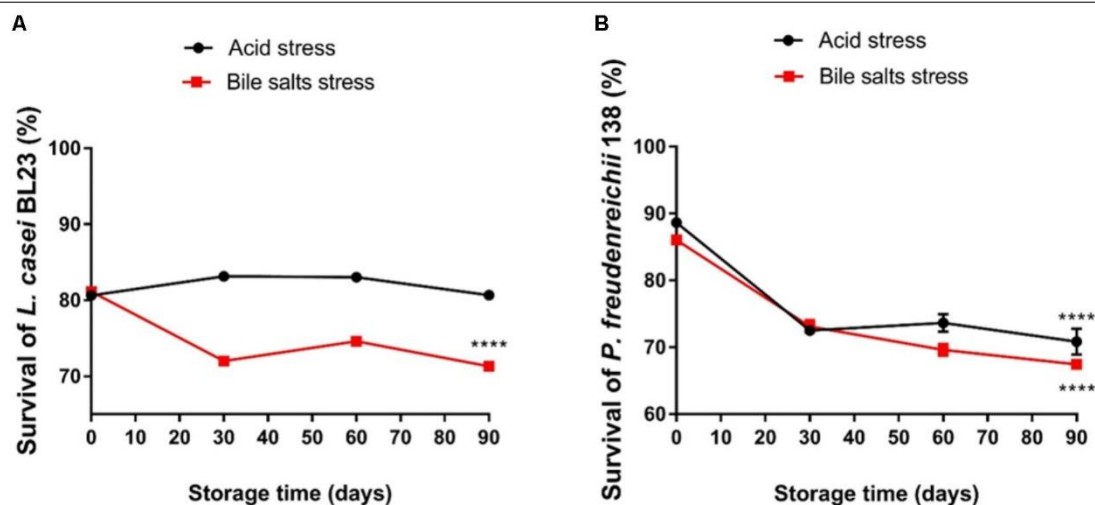 A
Acid stress
Bile salts stress
Survival of L. casei BL23 (%)
100
90
80
70
****
0 10 20 30 40 50 60 70 80 90
Storage time (days)
B
Acid stress
Bile salts stress
Survival of P. freudenreichii 138 (%)
100
90
80
70
60
****
****
0 10 20 30 40 50 60 70 80 90
Storage time (days)